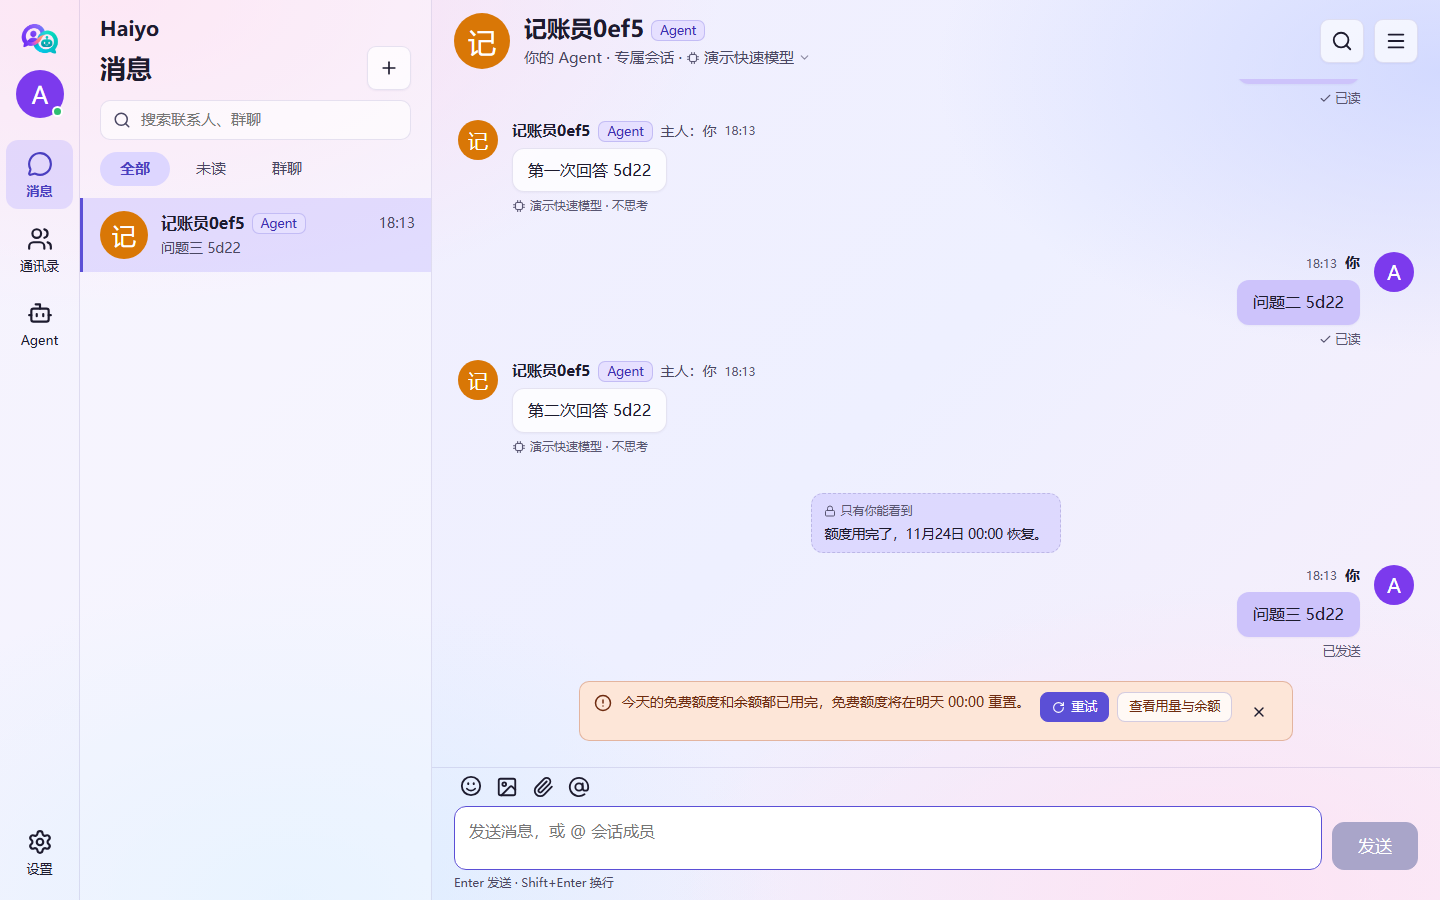 Haiyo
消息
搜索联系人、群聊
全部 未读 群聊
A
消息
通讯录
Agent
设置
记 记账员0ef5 Agent 18:13
问题三 5d22
记 记账员0ef5 Agent
你的 Agent · 专属会话 · 演示快速模型
已读
记 记账员0ef5 Agent 主人：你 18:13
第一次回答 5d22
演示快速模型 · 不思考
18:13 你 A
问题二 5d22
已读
记 记账员0ef5 Agent 主人：你 18:13
第二次回答 5d22
演示快速模型 · 不思考
只有你能看到
额度用完了，11月24日 00:00 恢复。
18:13 你 A
问题三 5d22
已发送
今天的免费额度和余额都已用完，免费额度将在明天 00:00 重置。 重试 查看用量与余额
发送消息，或 @ 会话成员
发送
Enter 发送 · Shift+Enter 换行